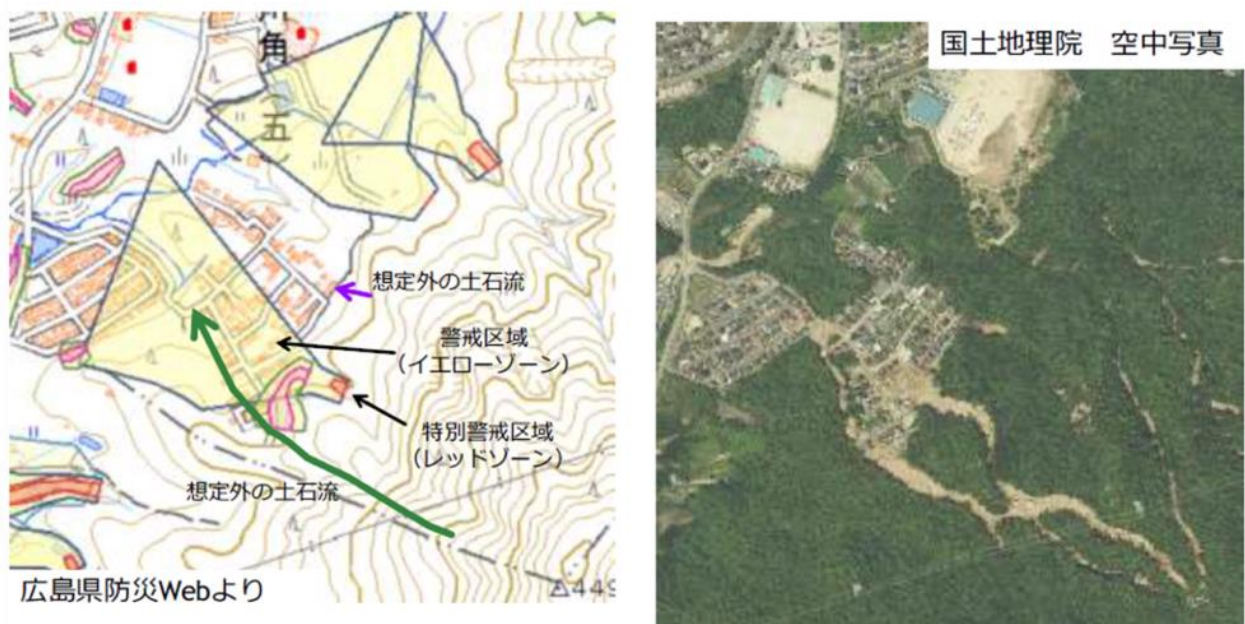 角
五
想定外の土石流
警戒区域
(イエローゾーン)
特別警戒区域
(レッドゾーン)
想定外の土石流
広島県防災Webより
449
国土地理院 空中写真